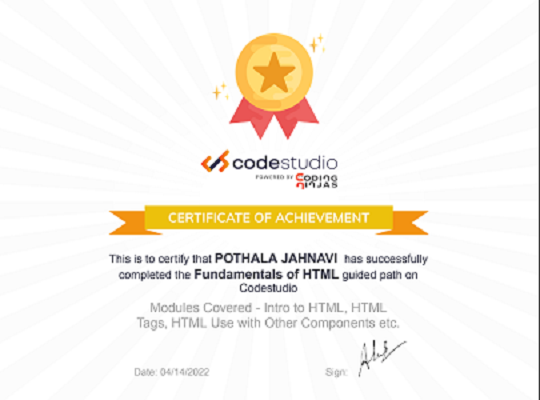 codestudio
POWERED BY CODING NINJAS
CERTIFICATE OF ACHIEVEMENT
This is to certify that POTHALA JAHNAVI has successfully
completed the Fundamentals of HTML guided path on
Codestudio
Modules Covered - Intro to HTML, HTML
Tags, HTML Use with Other Components etc.
Date: 04/14/2022
Sign: